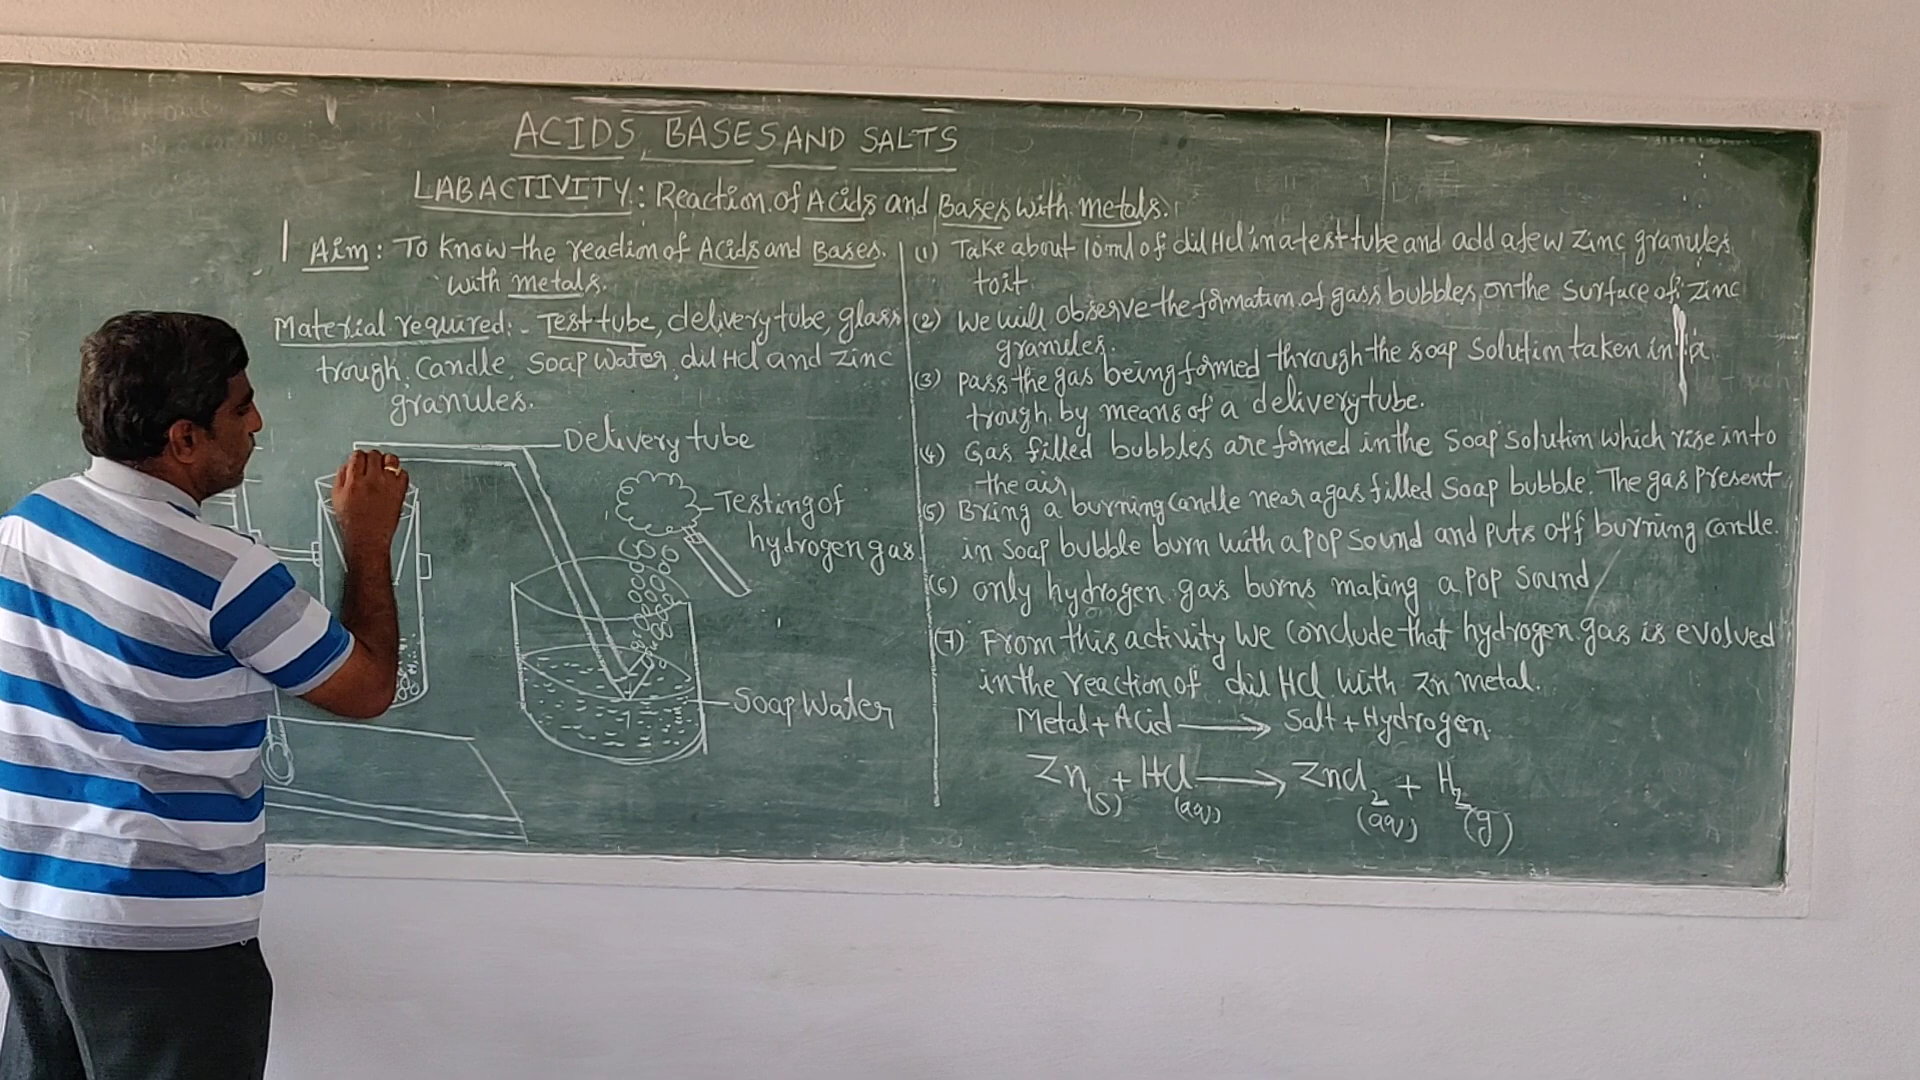 ACIDS, BASES AND SALTS
LAB ACTIVITY: Reaction of Acids and Bases with metals.
Aim: To know the reaction of Acids and Bases.
with metals.
Material required:- Test tube, delivery tube, glass
trough, Candle, Soap Water, dil Hcl and zinc
granules.
Delivery tube
Testing of
hydrogen gas
Soap Water
(1) Take about 10ml of dil Hcl in a test tube and add a few Zinc granules
to it
(2) We will observe the formation of gass bubbles on the surface of Zinc
granules.
(3) pass the gas being formed through the soap solution taken in a
trough by means of a delivery tube.
(4) Gas filled bubbles are formed in the Soap solution which rise into
the air
(5) Bring a burning candle near a gas filled soap bubble. The gas present
in soap bubble burn with a pop sound and puts off burning candle.
(6) only hydrogen gas burns making a pop sound
(7) From this activity we conclude that hydrogen gas is evolved
in the reaction of dil HCl with Zn metal.
Metal + Acid ⟶ Salt + Hydrogen
Zn(s) + Hcl(aq) ⟶ Zncl2(aq) + H2(g)